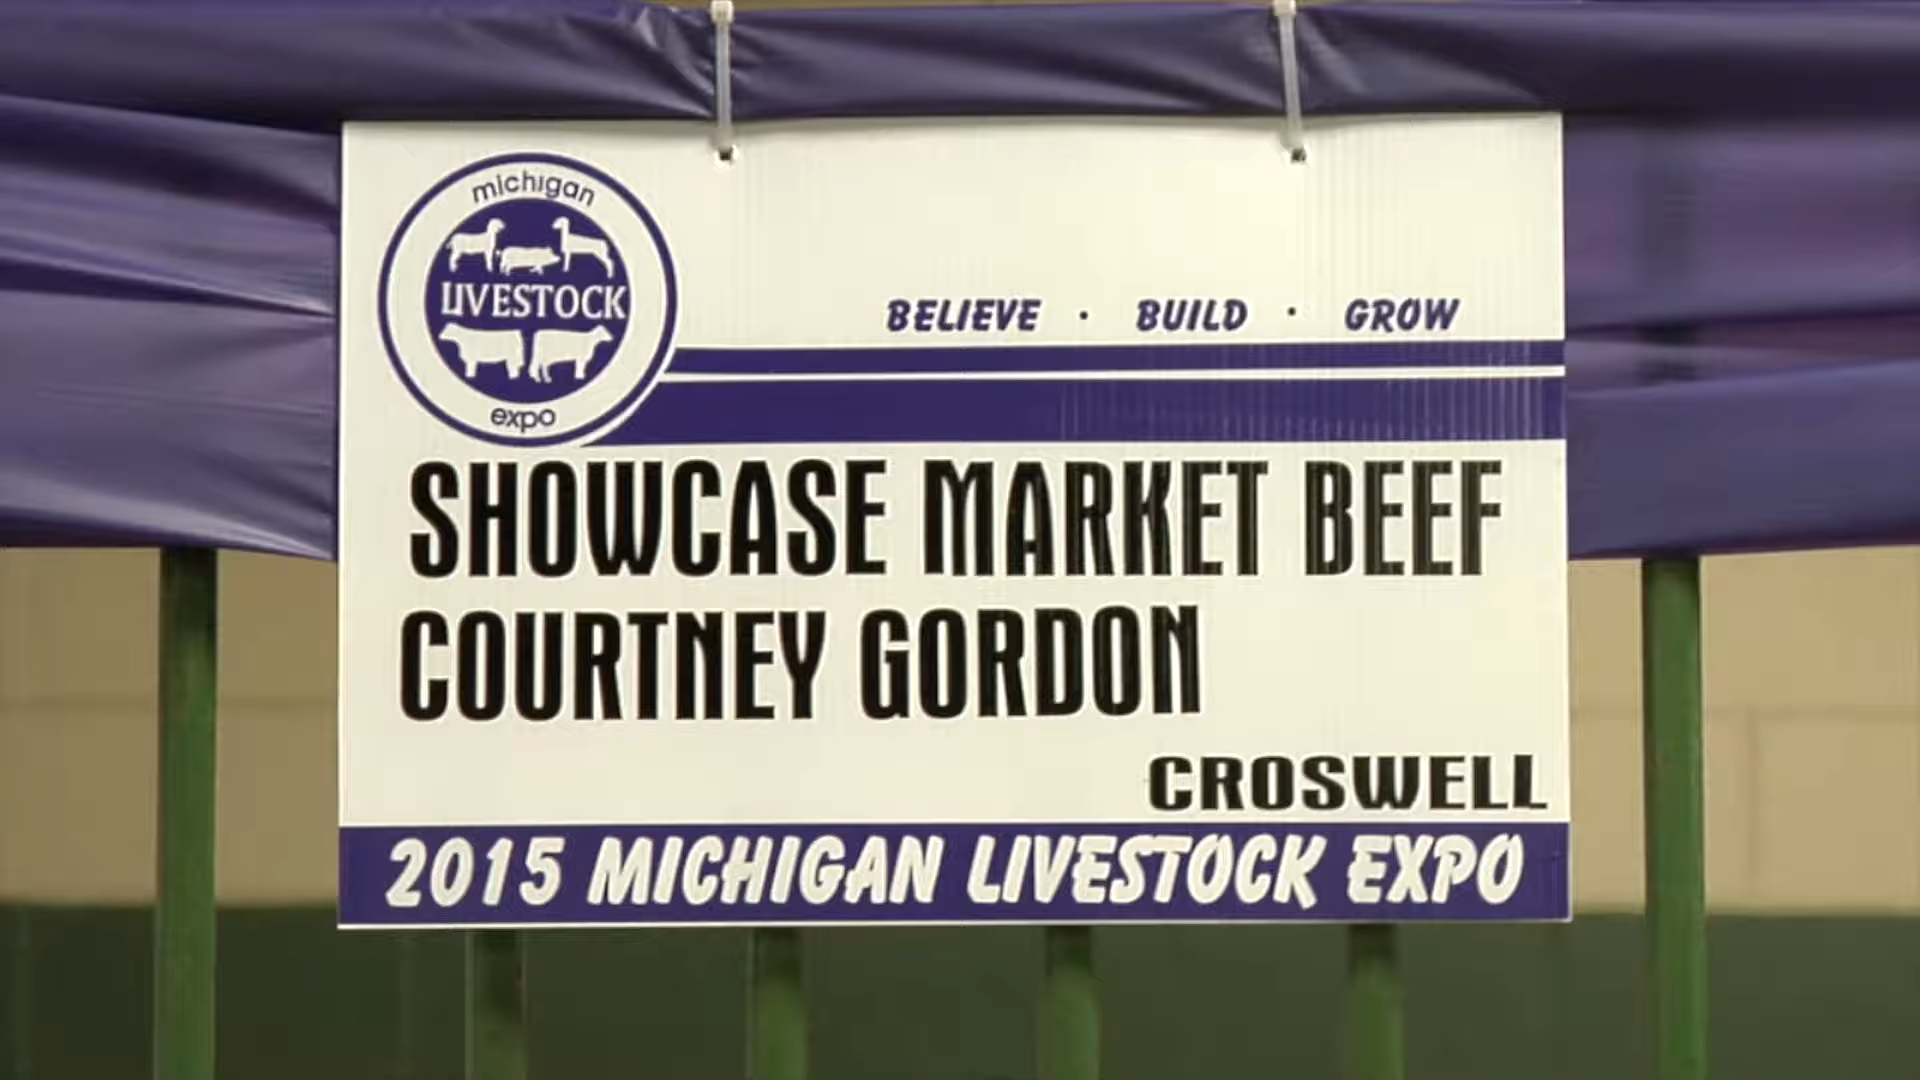 michigan
LIVESTOCK
expo
BELIEVE · BUILD · GROW
SHOWCASE MARKET BEEF
COURTNEY GORDON
CROSWELL
2015 MICHIGAN LIVESTOCK EXPO